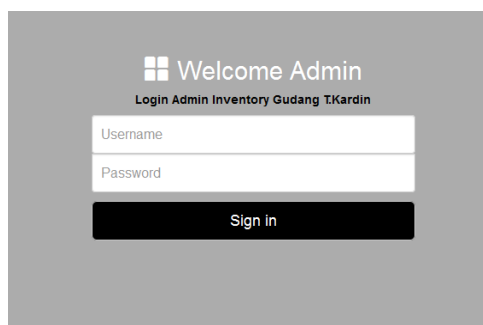 Welcome Admin
Login Admin Inventory Gudang T.Kardin
Username
Password
Sign in